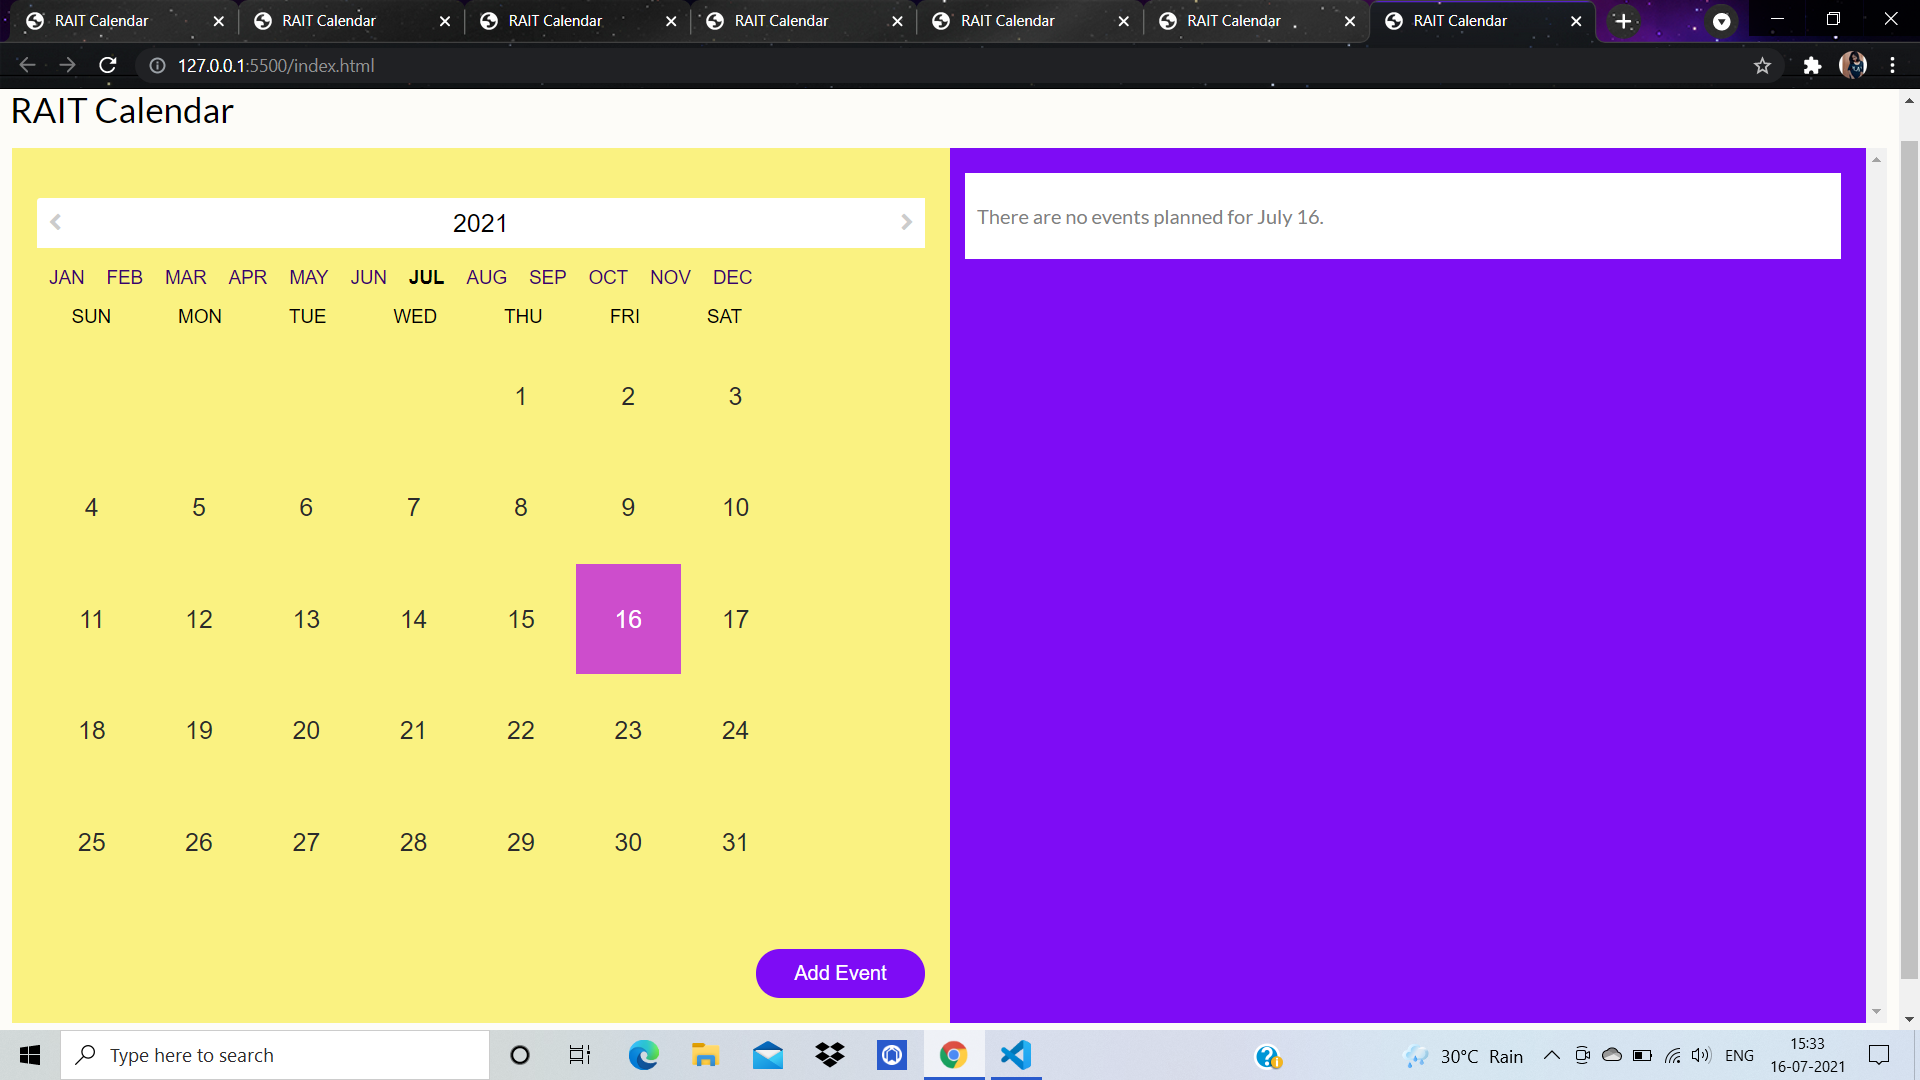 RAIT Calendar RAIT Calendar RAIT Calendar RAIT Calendar RAIT Calendar RAIT Calendar RAIT Calendar
127.0.0.1:5500/index.html
RAIT Calendar
2021
JAN FEB MAR APR MAY JUN JUL AUG SEP OCT NOV DEC
SUN MON TUE WED THU FRI SAT
1 2 3
4 5 6 7 8 9 10
11 12 13 14 15 16 17
18 19 20 21 22 23 24
25 26 27 28 29 30 31
Add Event
There are no events planned for July 16.
Type here to search
30°C Rain
ENG
15:33
16-07-2021